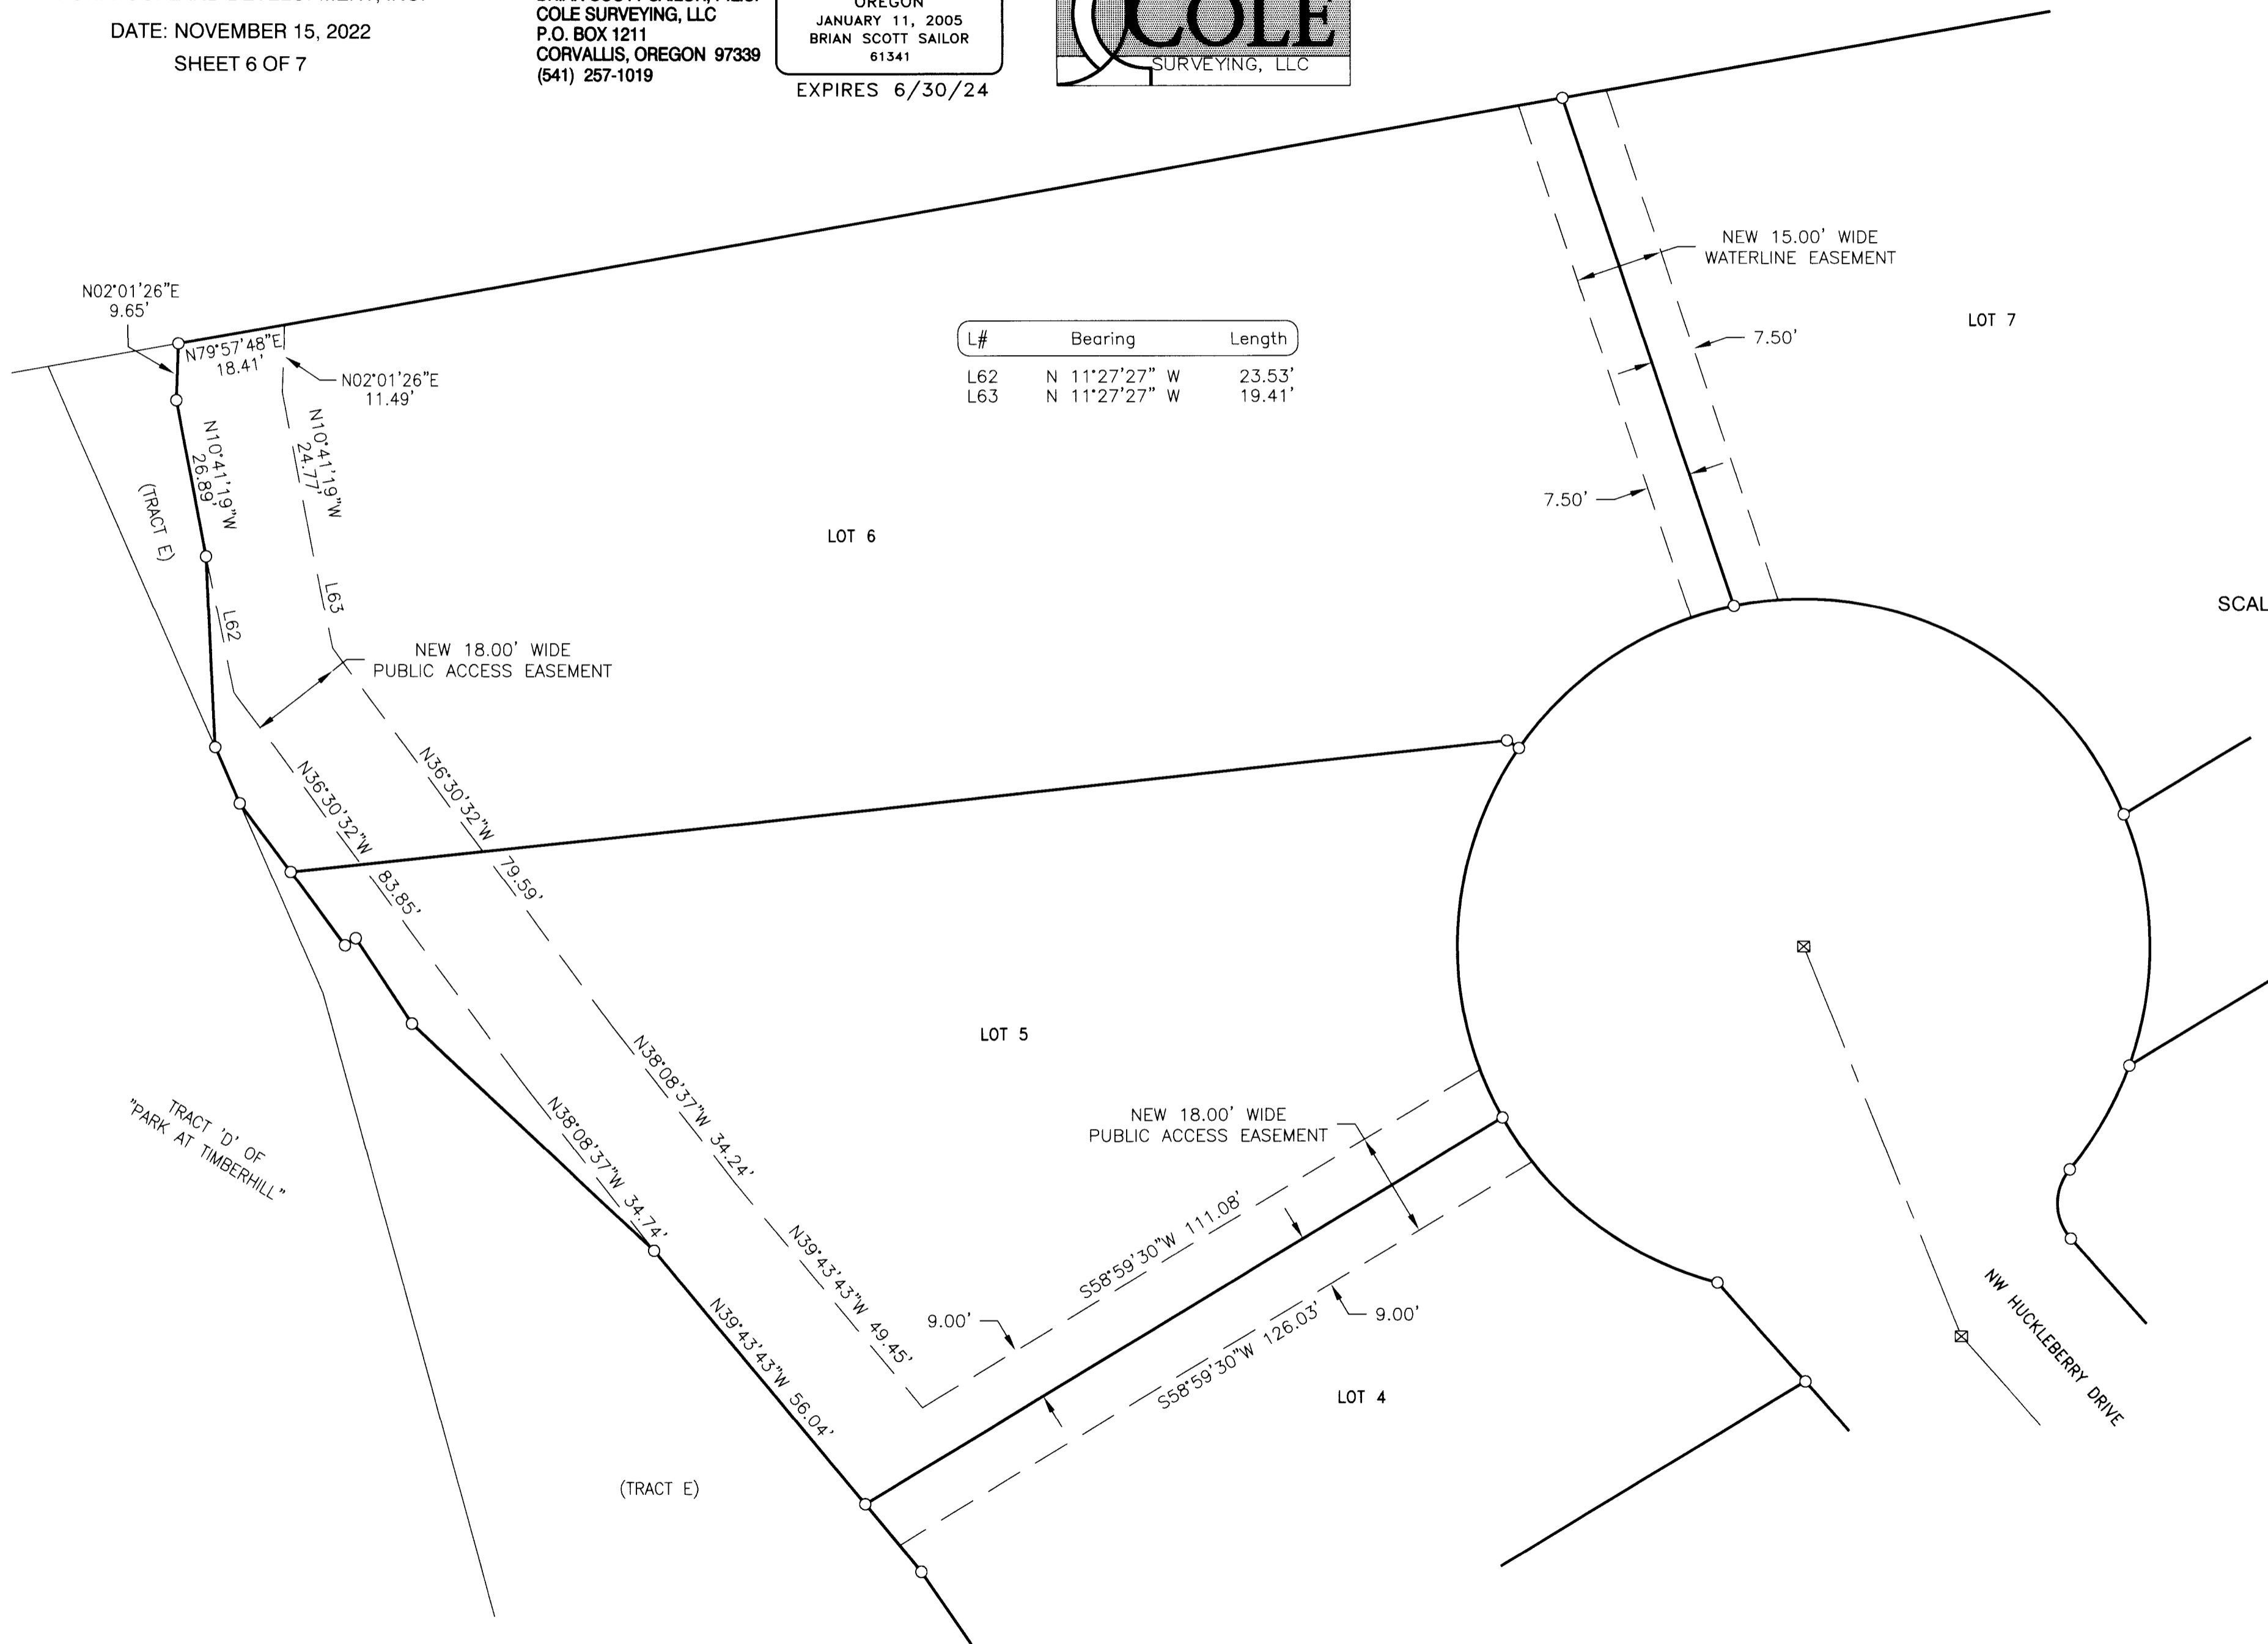 DATE: NOVEMBER 15, 2022
SHEET 6 OF 7
COLE SURVEYING, LLC
P.O. BOX 1211
CORVALLIS, OREGON 97339
(541) 257-1019
OREGON
JANUARY 11, 2005
BRIAN SCOTT SAILOR
61341
EXPIRES 6/30/24
COLE
SURVEYING, LLC
NEW 15.00' WIDE
WATERLINE EASEMENT
N02°01'26"E
9.65'
N79°57'48"E
18.41'
N02°01'26"E
11.49'
L# Bearing Length
L62 N 11°27'27" W 23.53'
L63 N 11°27'27" W 19.41'
LOT 7
7.50'
7.50'
N10°41'19"W
26.89'
N10°41'19"W
24.77'
(TRACT E)
LOT 6
L62
L63
SCAL
NEW 18.00' WIDE
PUBLIC ACCESS EASEMENT
N36°30'32"W 83.85'
N36°30'32"W 79.59'
LOT 5
N38°08'37"W 34.24'
N38°08'37"W 34.74'
TRACT 'D' OF
"PARK AT TIMBERHILL"
NEW 18.00' WIDE
PUBLIC ACCESS EASEMENT
S58°59'30"W 111.08'
N39°43'43"W 49.45'
N39°43'43"W 56.04'
9.00'
9.00'
S58°59'30"W 126.03'
LOT 4
NW HUCKLEBERRY DRIVE
(TRACT E)